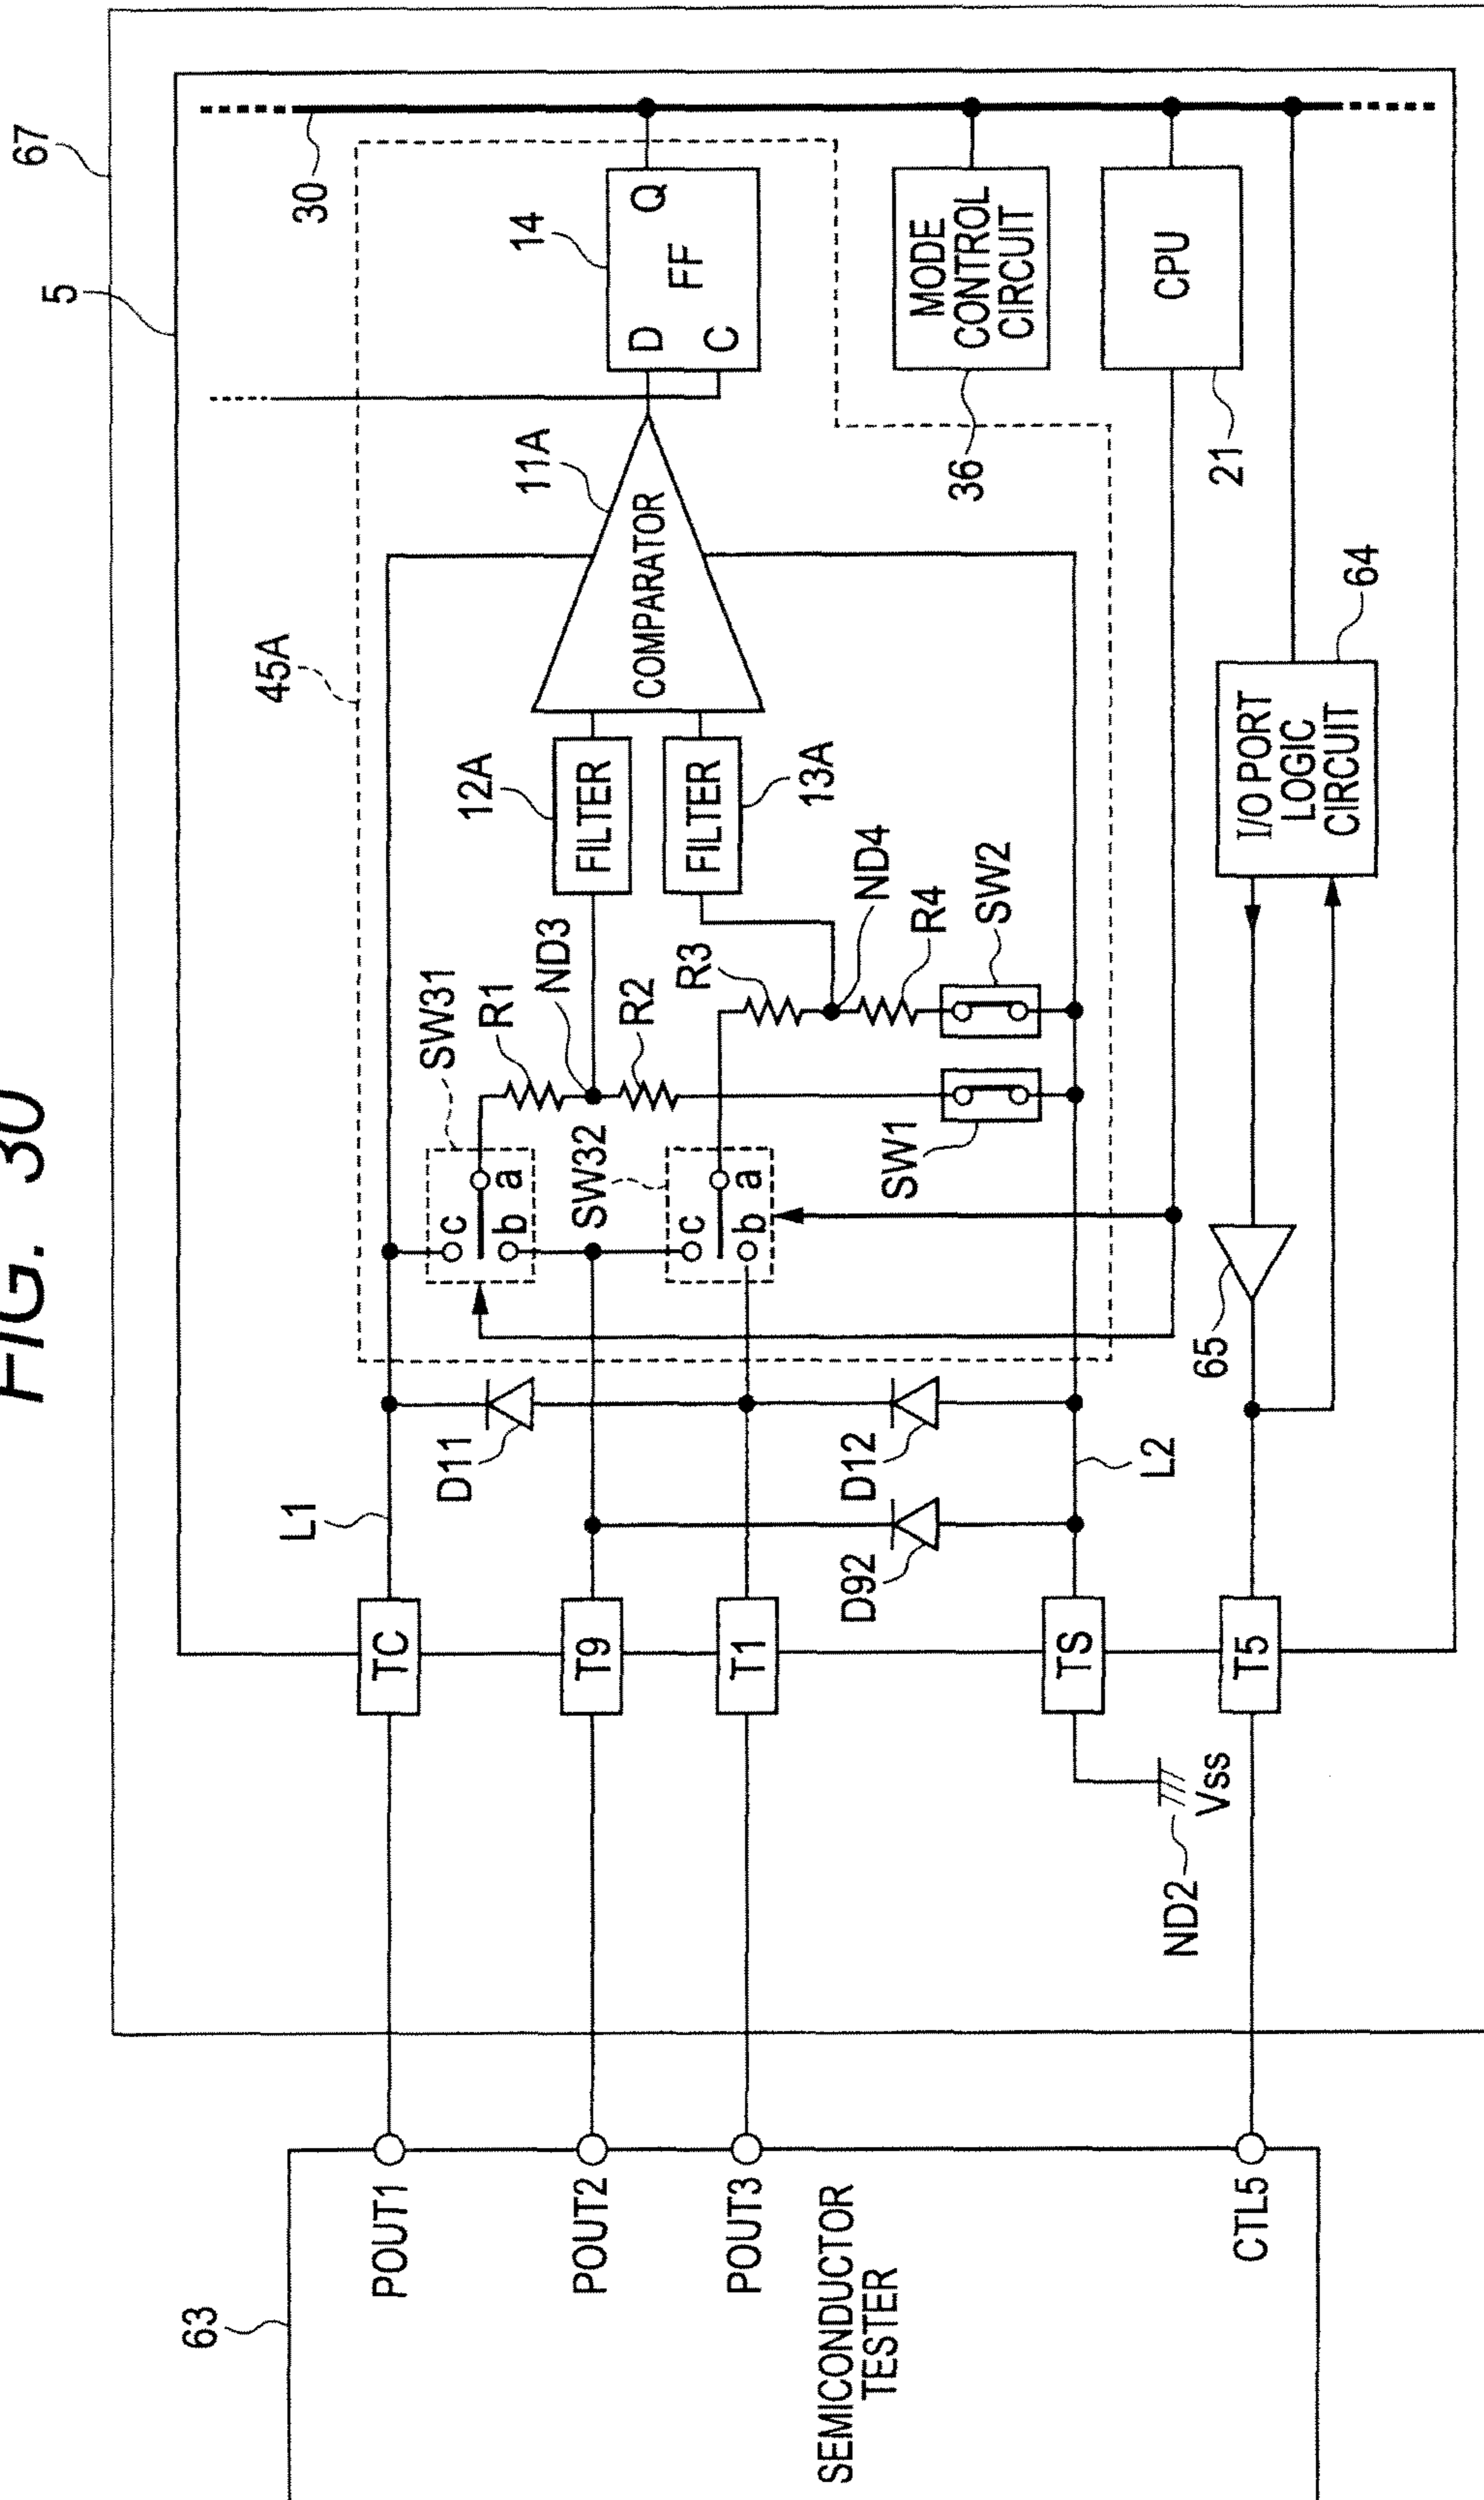 FIG. 30
67
5
30
45A
14
D
Q
FF
C
11A
COMPARATOR
MODE
CONTROL
CIRCUIT
36
CPU
21
12A
FILTER
FILTER
13A
SW31
c
a
b
R1
ND3
R2
SW32
c
a
b
R3
ND4
R4
SW2
SW1
I/O PORT
LOGIC
CIRCUIT
64
65
L1
D11
D12
D92
L2
TC
T9
T1
TS
T5
ND2
Vss
63
POUT1
POUT2
POUT3
CTL5
SEMICONDUCTOR
TESTER